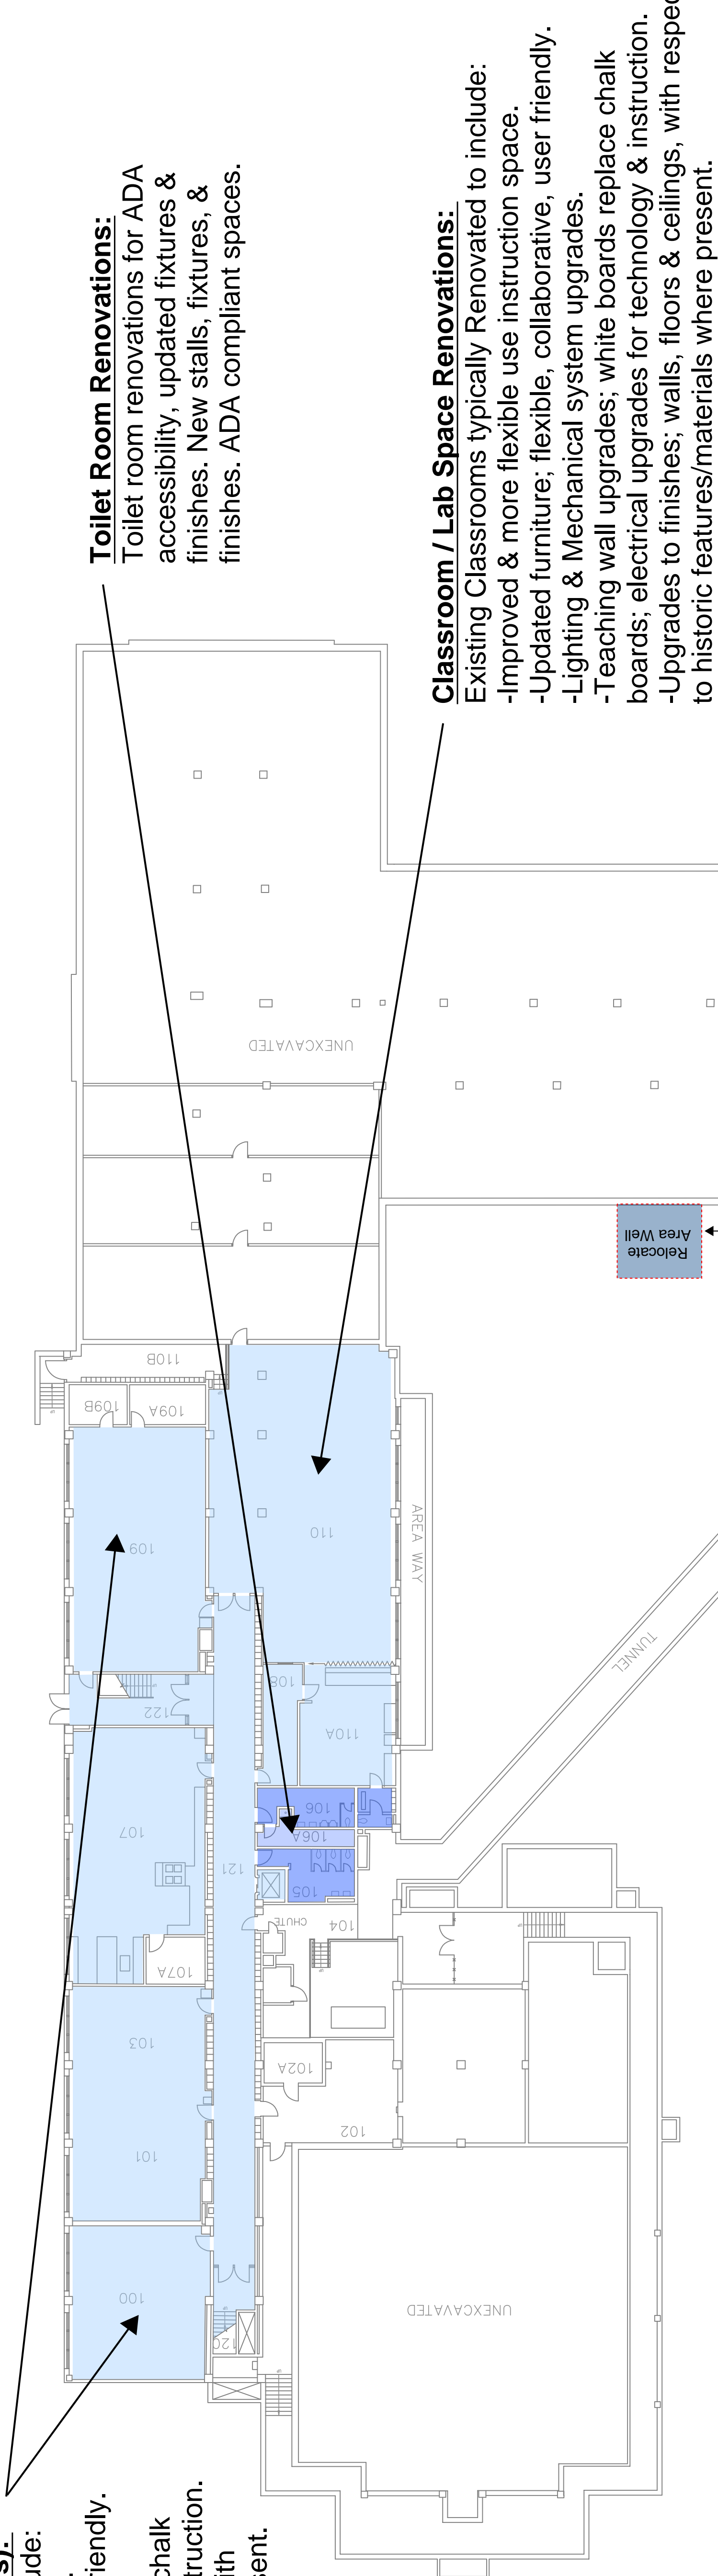 Toilet Room Renovations:
Toilet room renovations for ADA
accessibility, updated fixtures &
finishes. New stalls, fixtures, &
finishes. ADA compliant spaces.
Classroom / Lab Space Renovations:
Existing Classrooms typically Renovated to include:
-Improved & more flexible use instruction space.
-Updated furniture; flexible, collaborative, user friendly.
-Lighting & Mechanical system upgrades.
-Teaching wall upgrades; white boards replace chalk
boards; electrical upgrades for technology & instruction.
-Upgrades to finishes; walls, floors & ceilings, with respec
to historic features/materials where present.
UNEXCAVATED
Relocate
Area Well
110B
109B
109A
109
110
AREA WAY
TUNNEL
122
108
110A
107
106
106A
105
121
CHUTE
104
107A
103
102A
102
101
100
120
UNEXCAVATED
s):
ude:
riendly.
chalk
truction.
ith
sent.